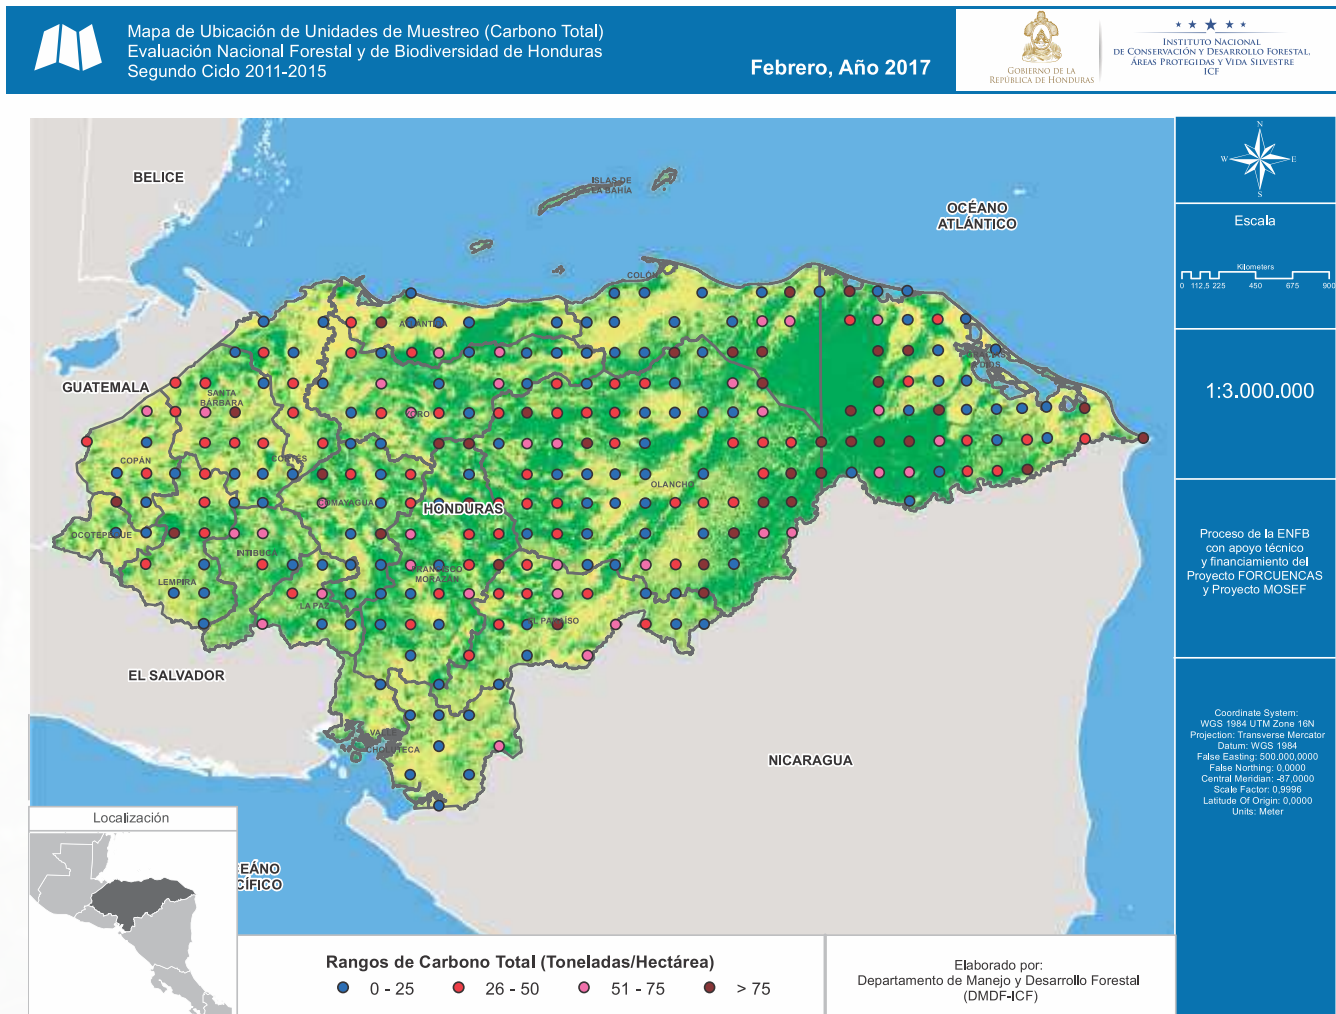 Mapa de Ubicación de Unidades de Muestreo (Carbono Total)
Evaluación Nacional Forestal y de Biodiversidad de Honduras
Segundo Ciclo 2011-2015
Febrero, Año 2017
GOBIERNO DE LA
REPÚBLICA DE HONDURAS
INSTITUTO NACIONAL
DE CONSERVACIÓN Y DESARROLLO FORESTAL,
ÁREAS PROTEGIDAS Y VIDA SILVESTRE
ICF
BELICE
ISLAS DE
LA BAHÍA
OCÉANO
ATLÁNTICO
COLÓN
GUATEMALA
SANTA
BÁRBARA
YORO
COPÁN
CORTÉS
OLANCHO
HONDURAS
INTIBUCÁ
LEMPIRA
MORAZÁN
LA PAZ
EL SALVADOR
VALLE
CHOLUTECA
NICARAGUA
N
W
E
S
Escala
Kilometers
0 112,5 225 450 675 900
1:3.000.000
Proceso de la ENFB
con apoyo técnico
y financiamiento del
Proyecto FORCUENCAS
y Proyecto MOSEF
Coordinate System:
WGS 1984 UTM Zone 16N
Projection: Transverse Mercator
Datum: WGS 1984
False Easting: 500.000,0000
False Northing: 0,0000
Central Meridian: -87,0000
Scale Factor: 0,9996
Latitude Of Origin: 0,0000
Units: Meter
Localización
EÁNO
CÍFICO
Rangos de Carbono Total (Toneladas/Hectárea)
0 - 25
26 - 50
51 - 75
> 75
Elaborado por:
Departamento de Manejo y Desarrollo Forestal
(DMDF-ICF)